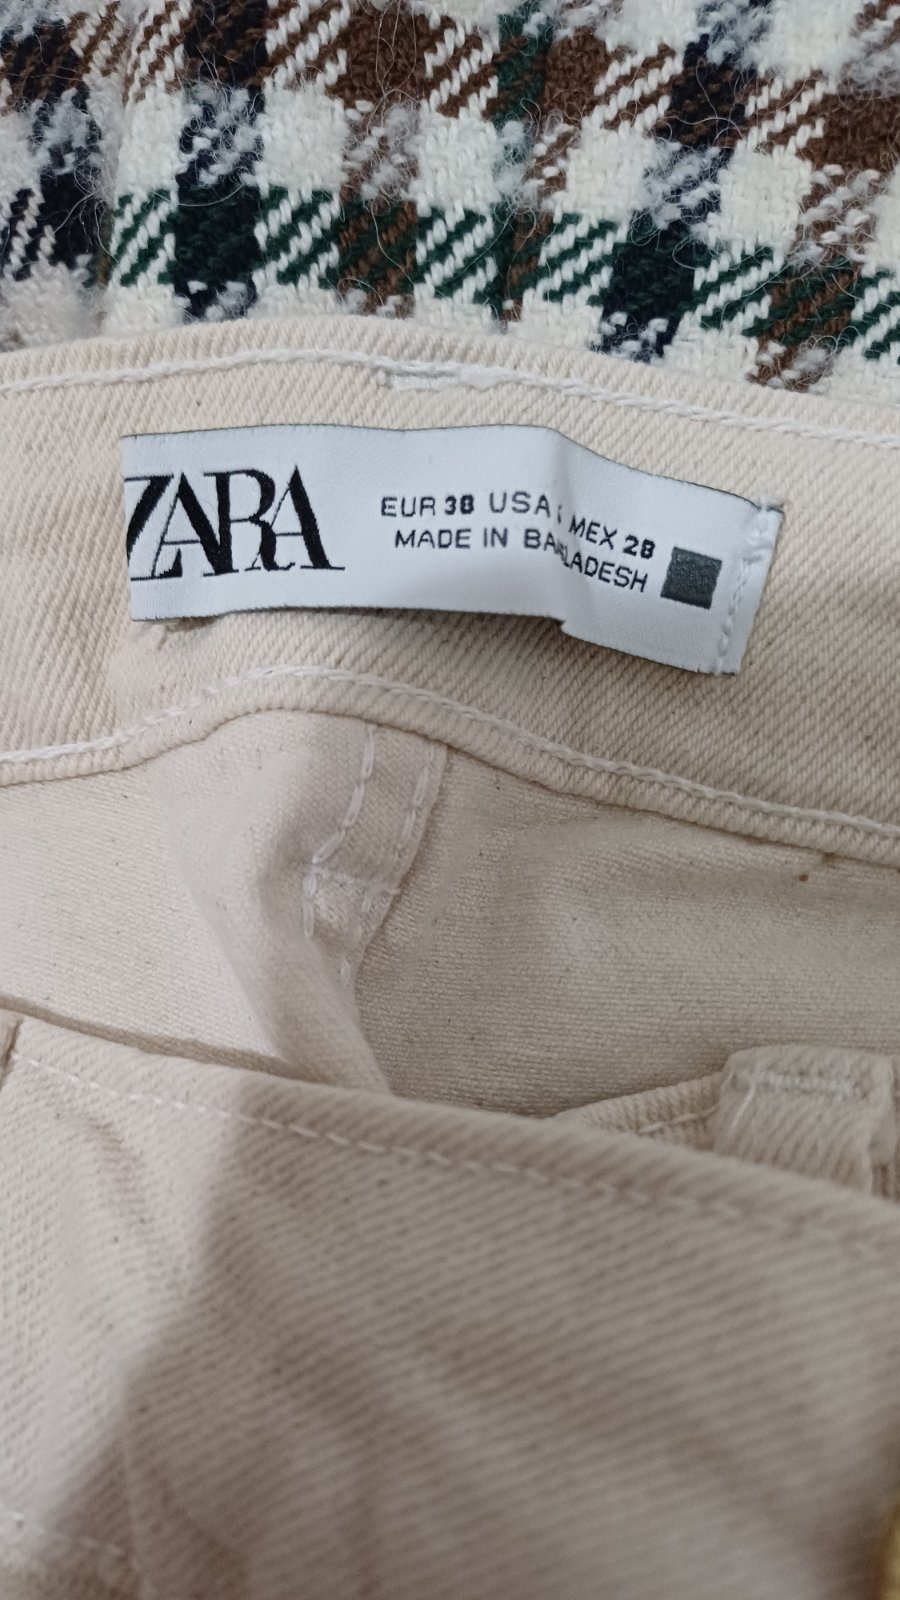 ZARA
EUR 38 USA MEX 28
MADE IN BANGLADESH